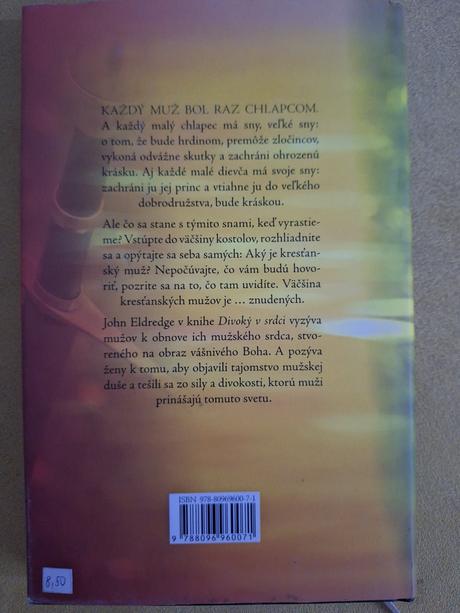 KAŽDÝ MUŽ BOL RAZ CHLAPCOM.
A každý malý chlapec má sny, veľké sny:
o tom, že bude hrdinom, premôže zločincov,
vykoná odvážne skutky a zachráni ohrozenú
krásku. Aj každé malé dievča má svoje sny:
zachráni ju jej princ a vtiahne ju do veľkého
dobrodružstva, bude kráskou.
Ale čo sa stane s týmito snami, keď vyrastie-
me? Vstúpte do väčšiny kostolov, rozhliadnite
sa a opýtajte sa seba samých: Aký je kresťan-
ský muž? Nepočúvajte, čo vám budú hovo-
riť, pozrite sa na to, čo tam uvidíte. Väčšina
kresťanských mužov je … znudených.
John Eldredge v knihe Divoký v srdci vyzýva
mužov k obnove ich mužského srdca, stvo-
reného na obraz vášnivého Boha. A pozýva
ženy k tomu, aby objavili tajomstvo mužskej
duše a tešili sa zo sily a divokosti, ktorú muži
prinášajú tomuto svetu.
ISBN 978-80969600-7-1
9 788096 960071
8,50